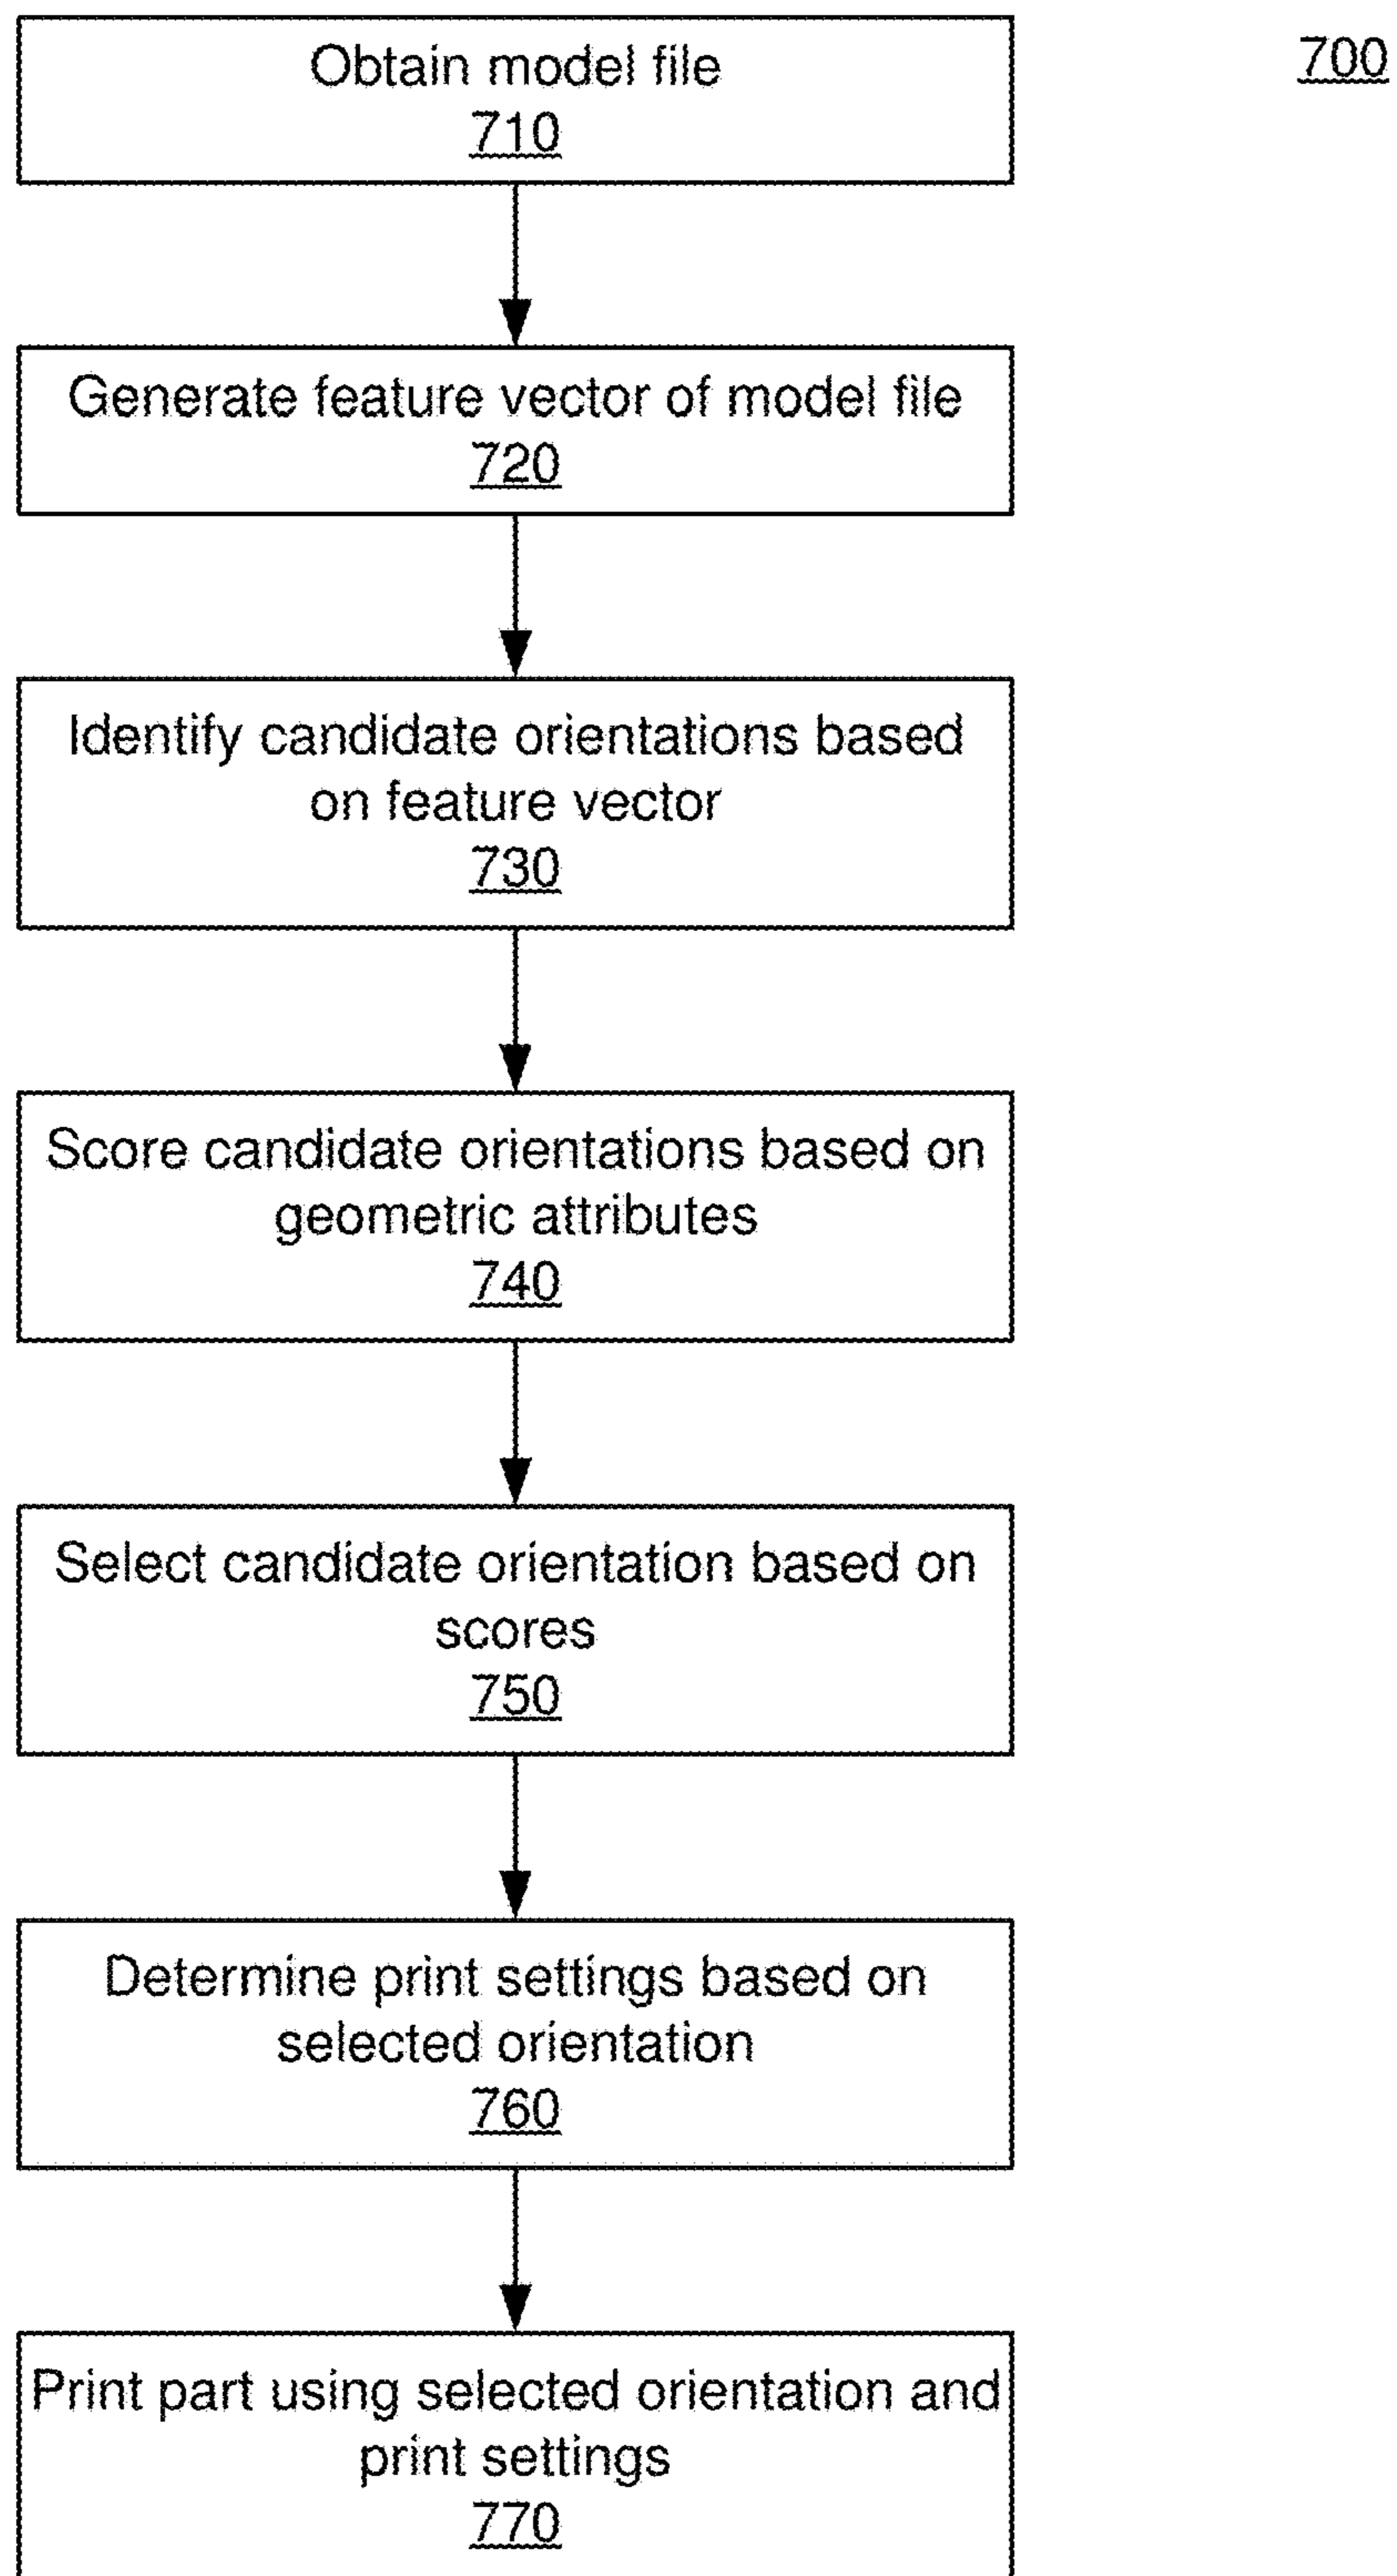 Obtain model file
710
700
Generate feature vector of model file
720
Identify candidate orientations based
on feature vector
730
Score candidate orientations based on
geometric attributes
740
Select candidate orientation based on
scores
750
Determine print settings based on
selected orientation
760
Print part using selected orientation and
print settings
770